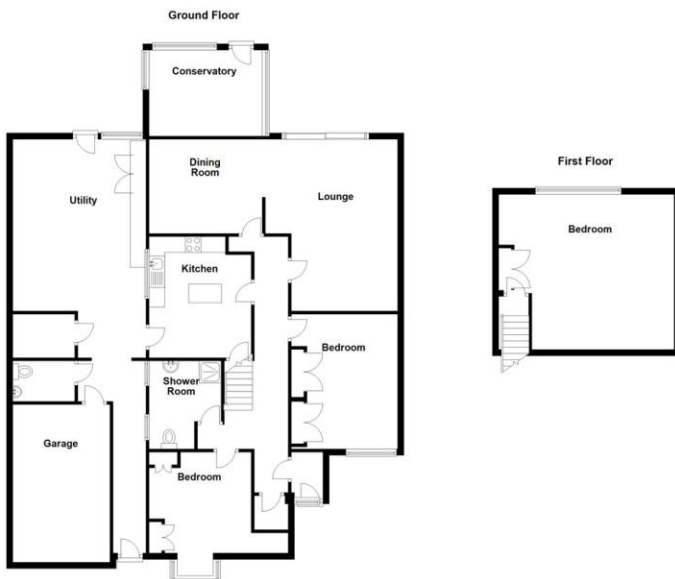 Ground Floor
Conservatory
Dining
Room
First Floor
Utility
Lounge
Bedroom
Kitchen
Bedroom
Shower
Room
Garage
Bedroom